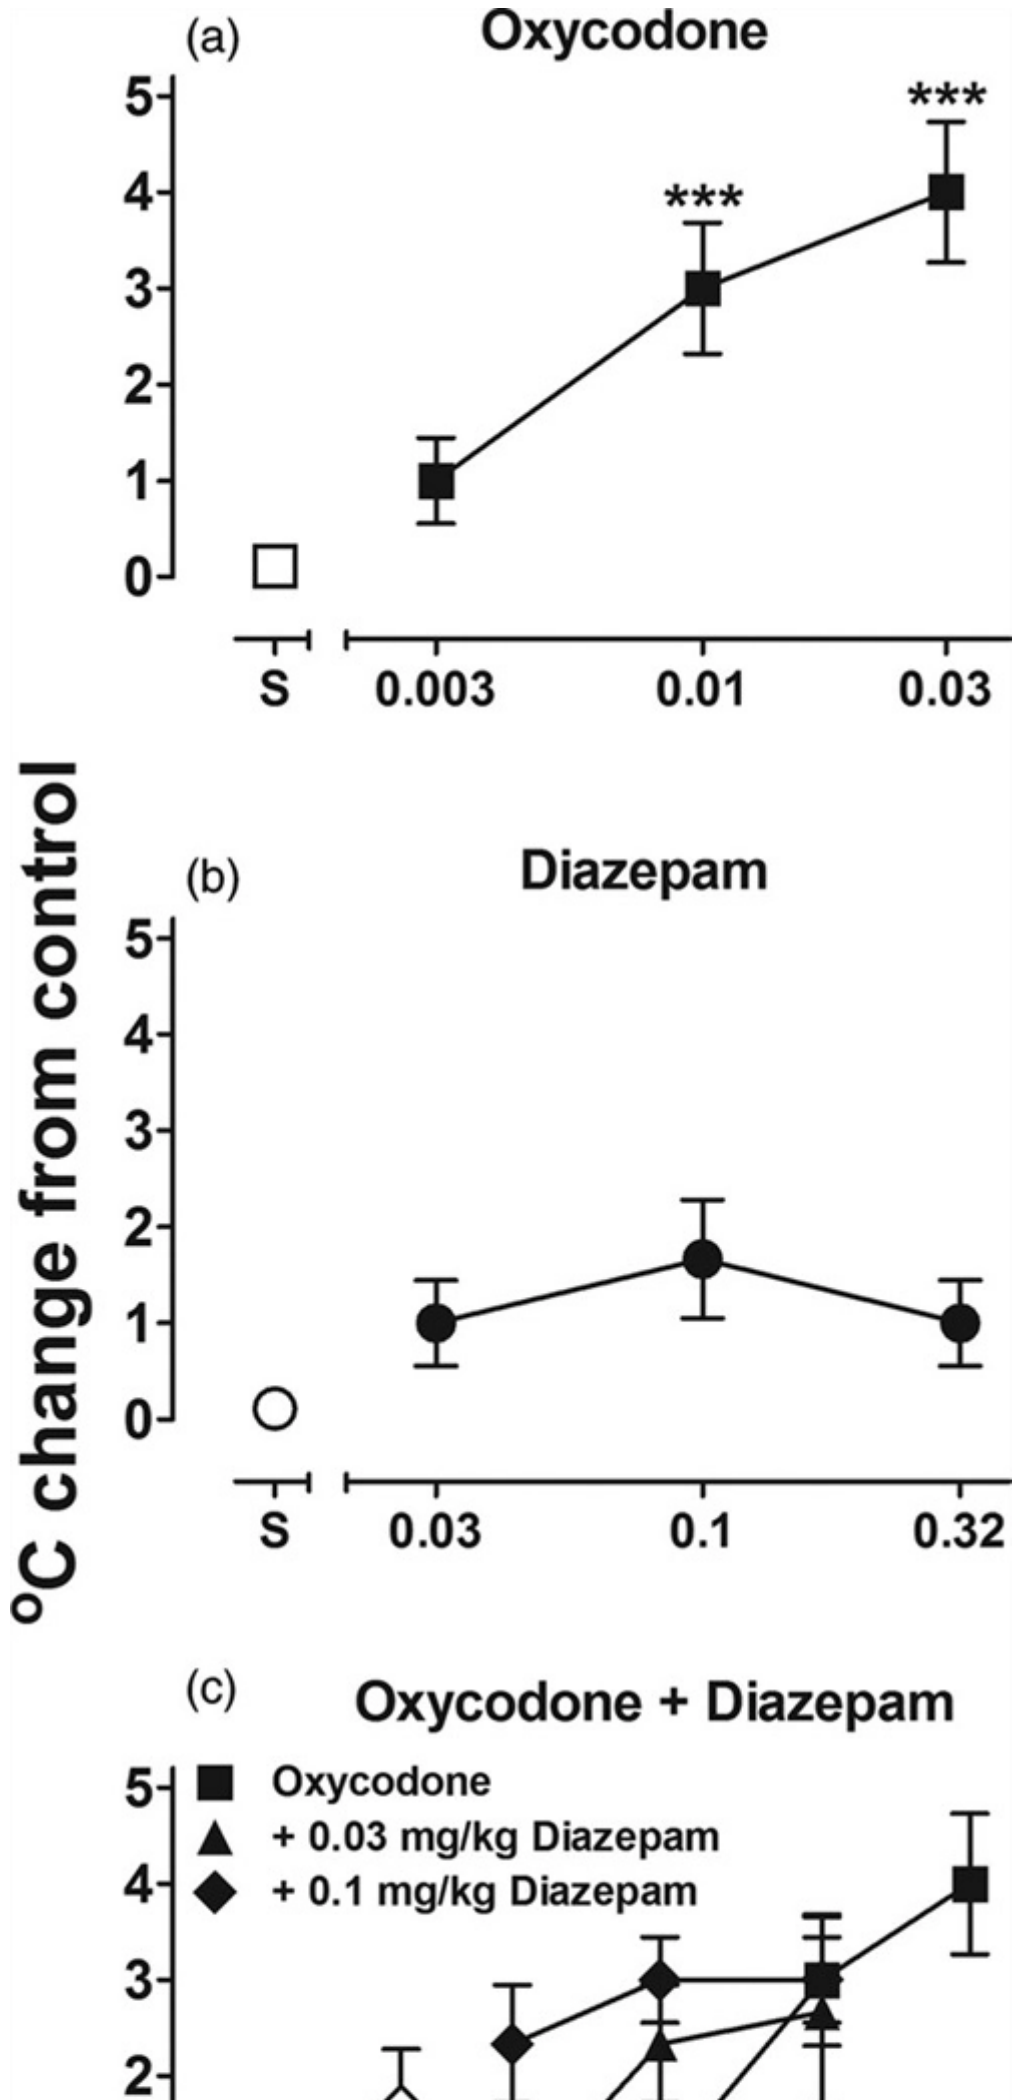 (a) Oxycodone
5
***
4
***
3
2
1
0
S 0.003 0.01 0.03
°C change from control
(b) Diazepam
5
4
3
2
1
0
S 0.03 0.1 0.32
(c) Oxycodone + Diazepam
5
Oxycodone
+ 0.03 mg/kg Diazepam
4
+ 0.1 mg/kg Diazepam
3
2